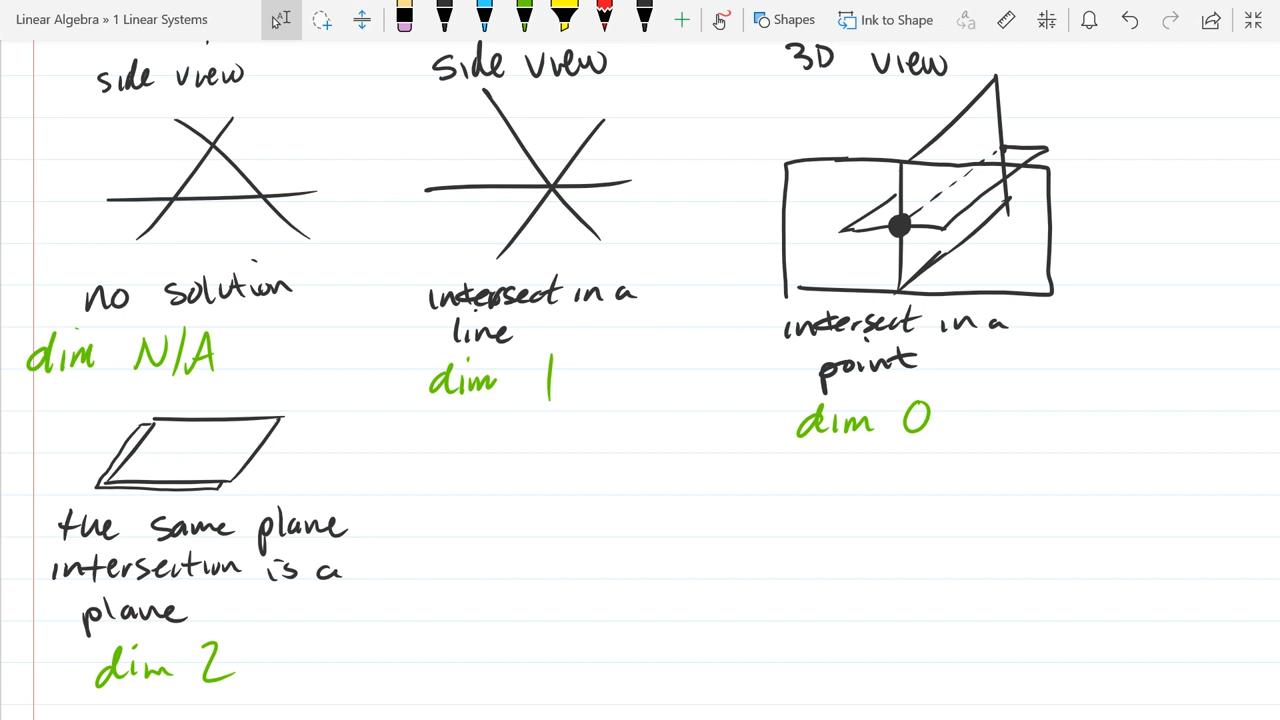 Linear Algebra » 1 Linear Systems
Shapes
Ink to Shape
side view
no solution
dim N/A
side view
intersect in a
line
dim 1
3D view
intersect in a
point
dim 0
the same plane
intersection is a
plane
dim 2